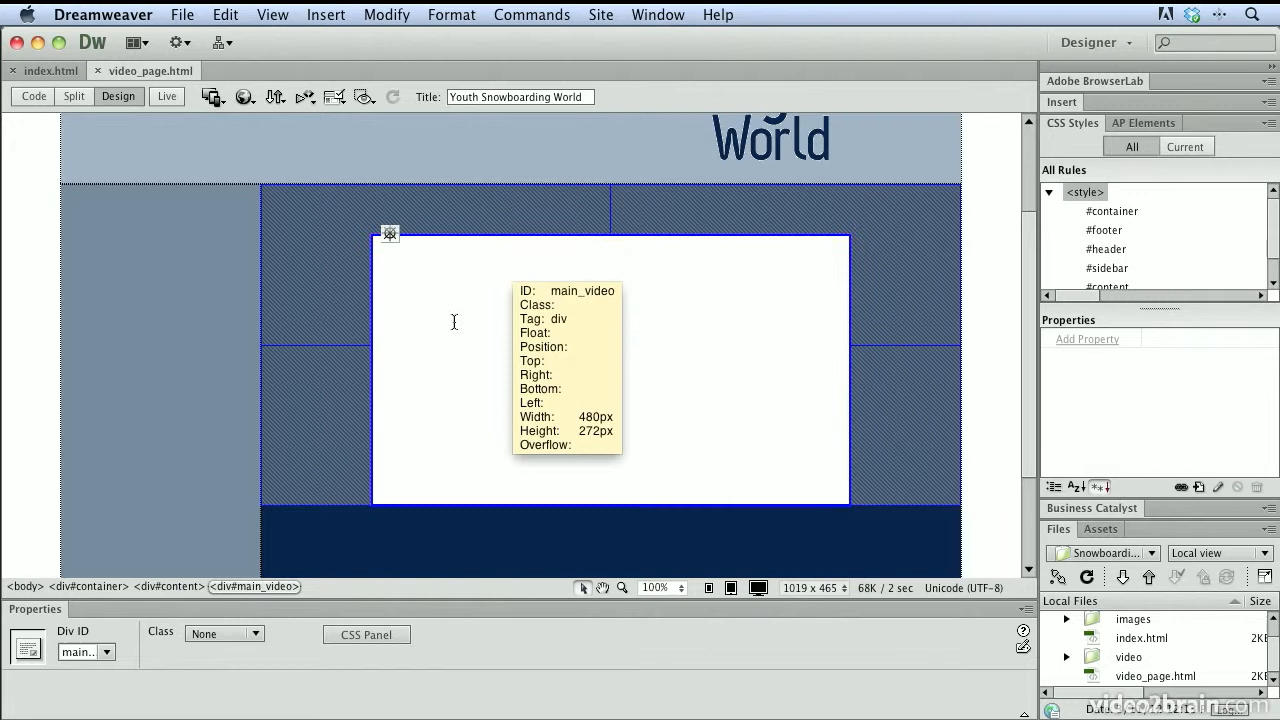 Dreamweaver File Edit View Insert Modify Format Commands Site Window Help
Dw
Designer
index.html video_page.html
Code Split Design Live
Title: Youth Snowboarding World
World
ID: main_video
Class:
Tag: div
Float:
Position:
Top:
Right:
Bottom:
Left:
Width: 480px
Height: 272px
Overflow:
<body> <div#container> <div#content> <div#main_video>
100%
1019 x 465
68K / 2 sec
Unicode (UTF-8)
Properties
Div ID
main..
Class
None
CSS Panel
Adobe BrowserLab
Insert
CSS Styles AP Elements
All Current
All Rules
<style>
#container
#footer
#header
#sidebar
#content
Properties
Add Property
Business Catalyst
Files Assets
Snowboardi... Local view
Local Files Size
images
index.html 2KB
video
video_page.html 2KB
Log...
video2brain.com